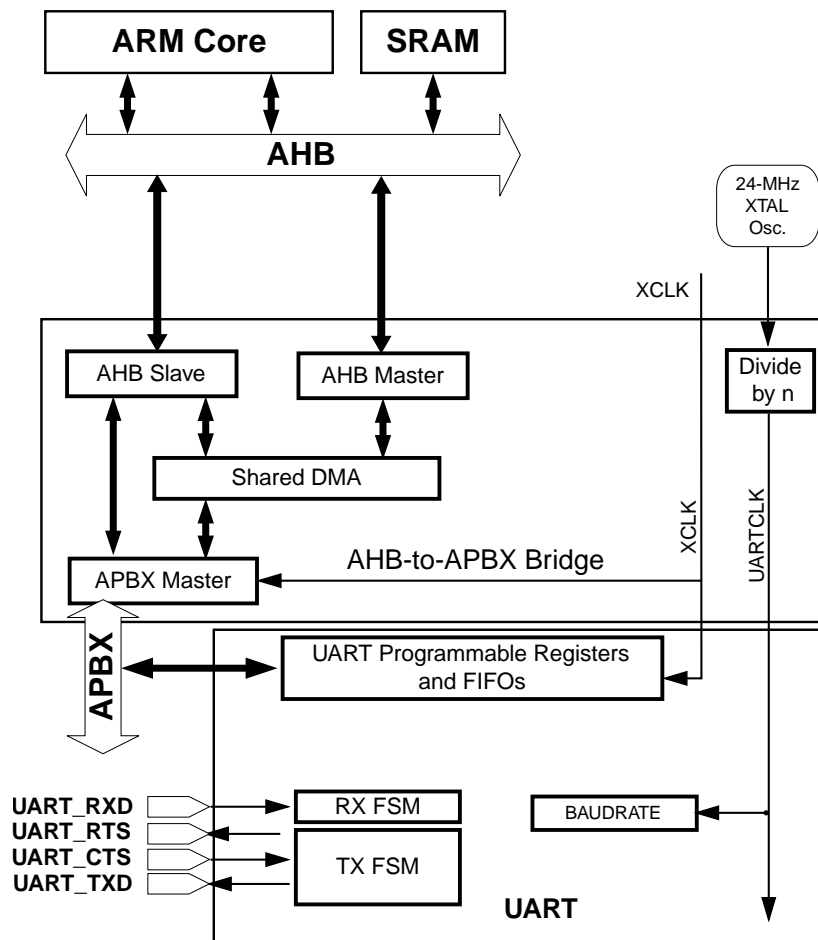 ARM Core
SRAM
AHB
24-MHz
XTAL
Osc.
XCLK
AHB Slave
AHB Master
Divide
by n
Shared DMA
XCLK
UARTCLK
AHB-to-APBX Bridge
APBX Master
APBX
UART Programmable Registers
and FIFOs
UART_RXD
RX FSM
BAUDRATE
UART_RTS
UART_CTS
TX FSM
UART_TXD
UART